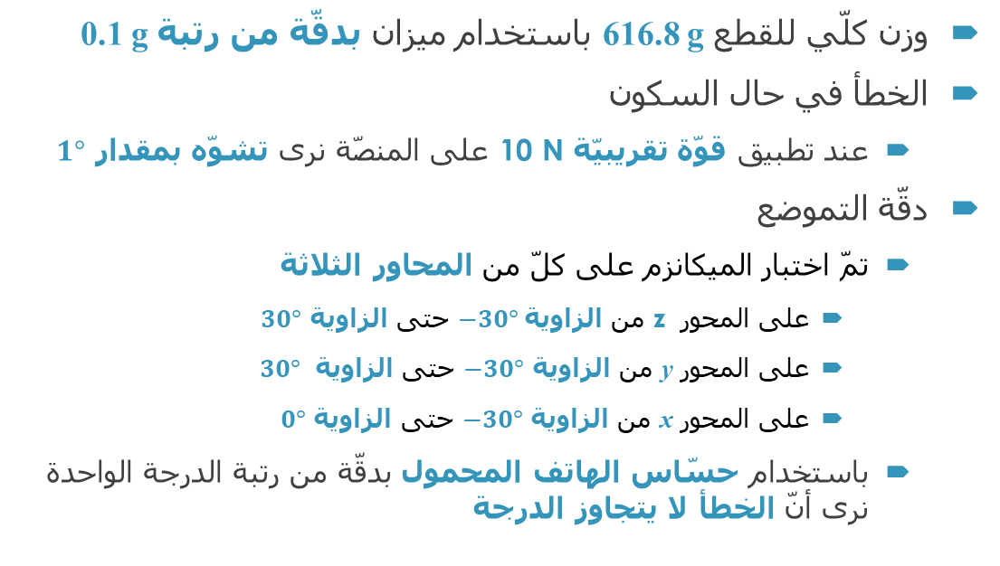 وزن كلّي للقطع 616.8 g باستخدام ميزان بدقّة من رتبة 0.1 g
الخطأ في حال السكون
عند تطبيق قوّة تقريبيّة 10 N على المنصّة نرى تشوّه بمقدار 1°
دقّة التموضع
تمّ اختبار الميكانزم على كلّ من المحاور الثلاثة
على المحور z من الزاوية −30° حتى الزاوية 30°
على المحور y من الزاوية −30° حتى الزاوية 30°
على المحور x من الزاوية −30° حتى الزاوية 0°
باستخدام حسّاس الهاتف المحمول بدقّة من رتبة الدرجة الواحدة
نرى أنّ الخطأ لا يتجاوز الدرجة